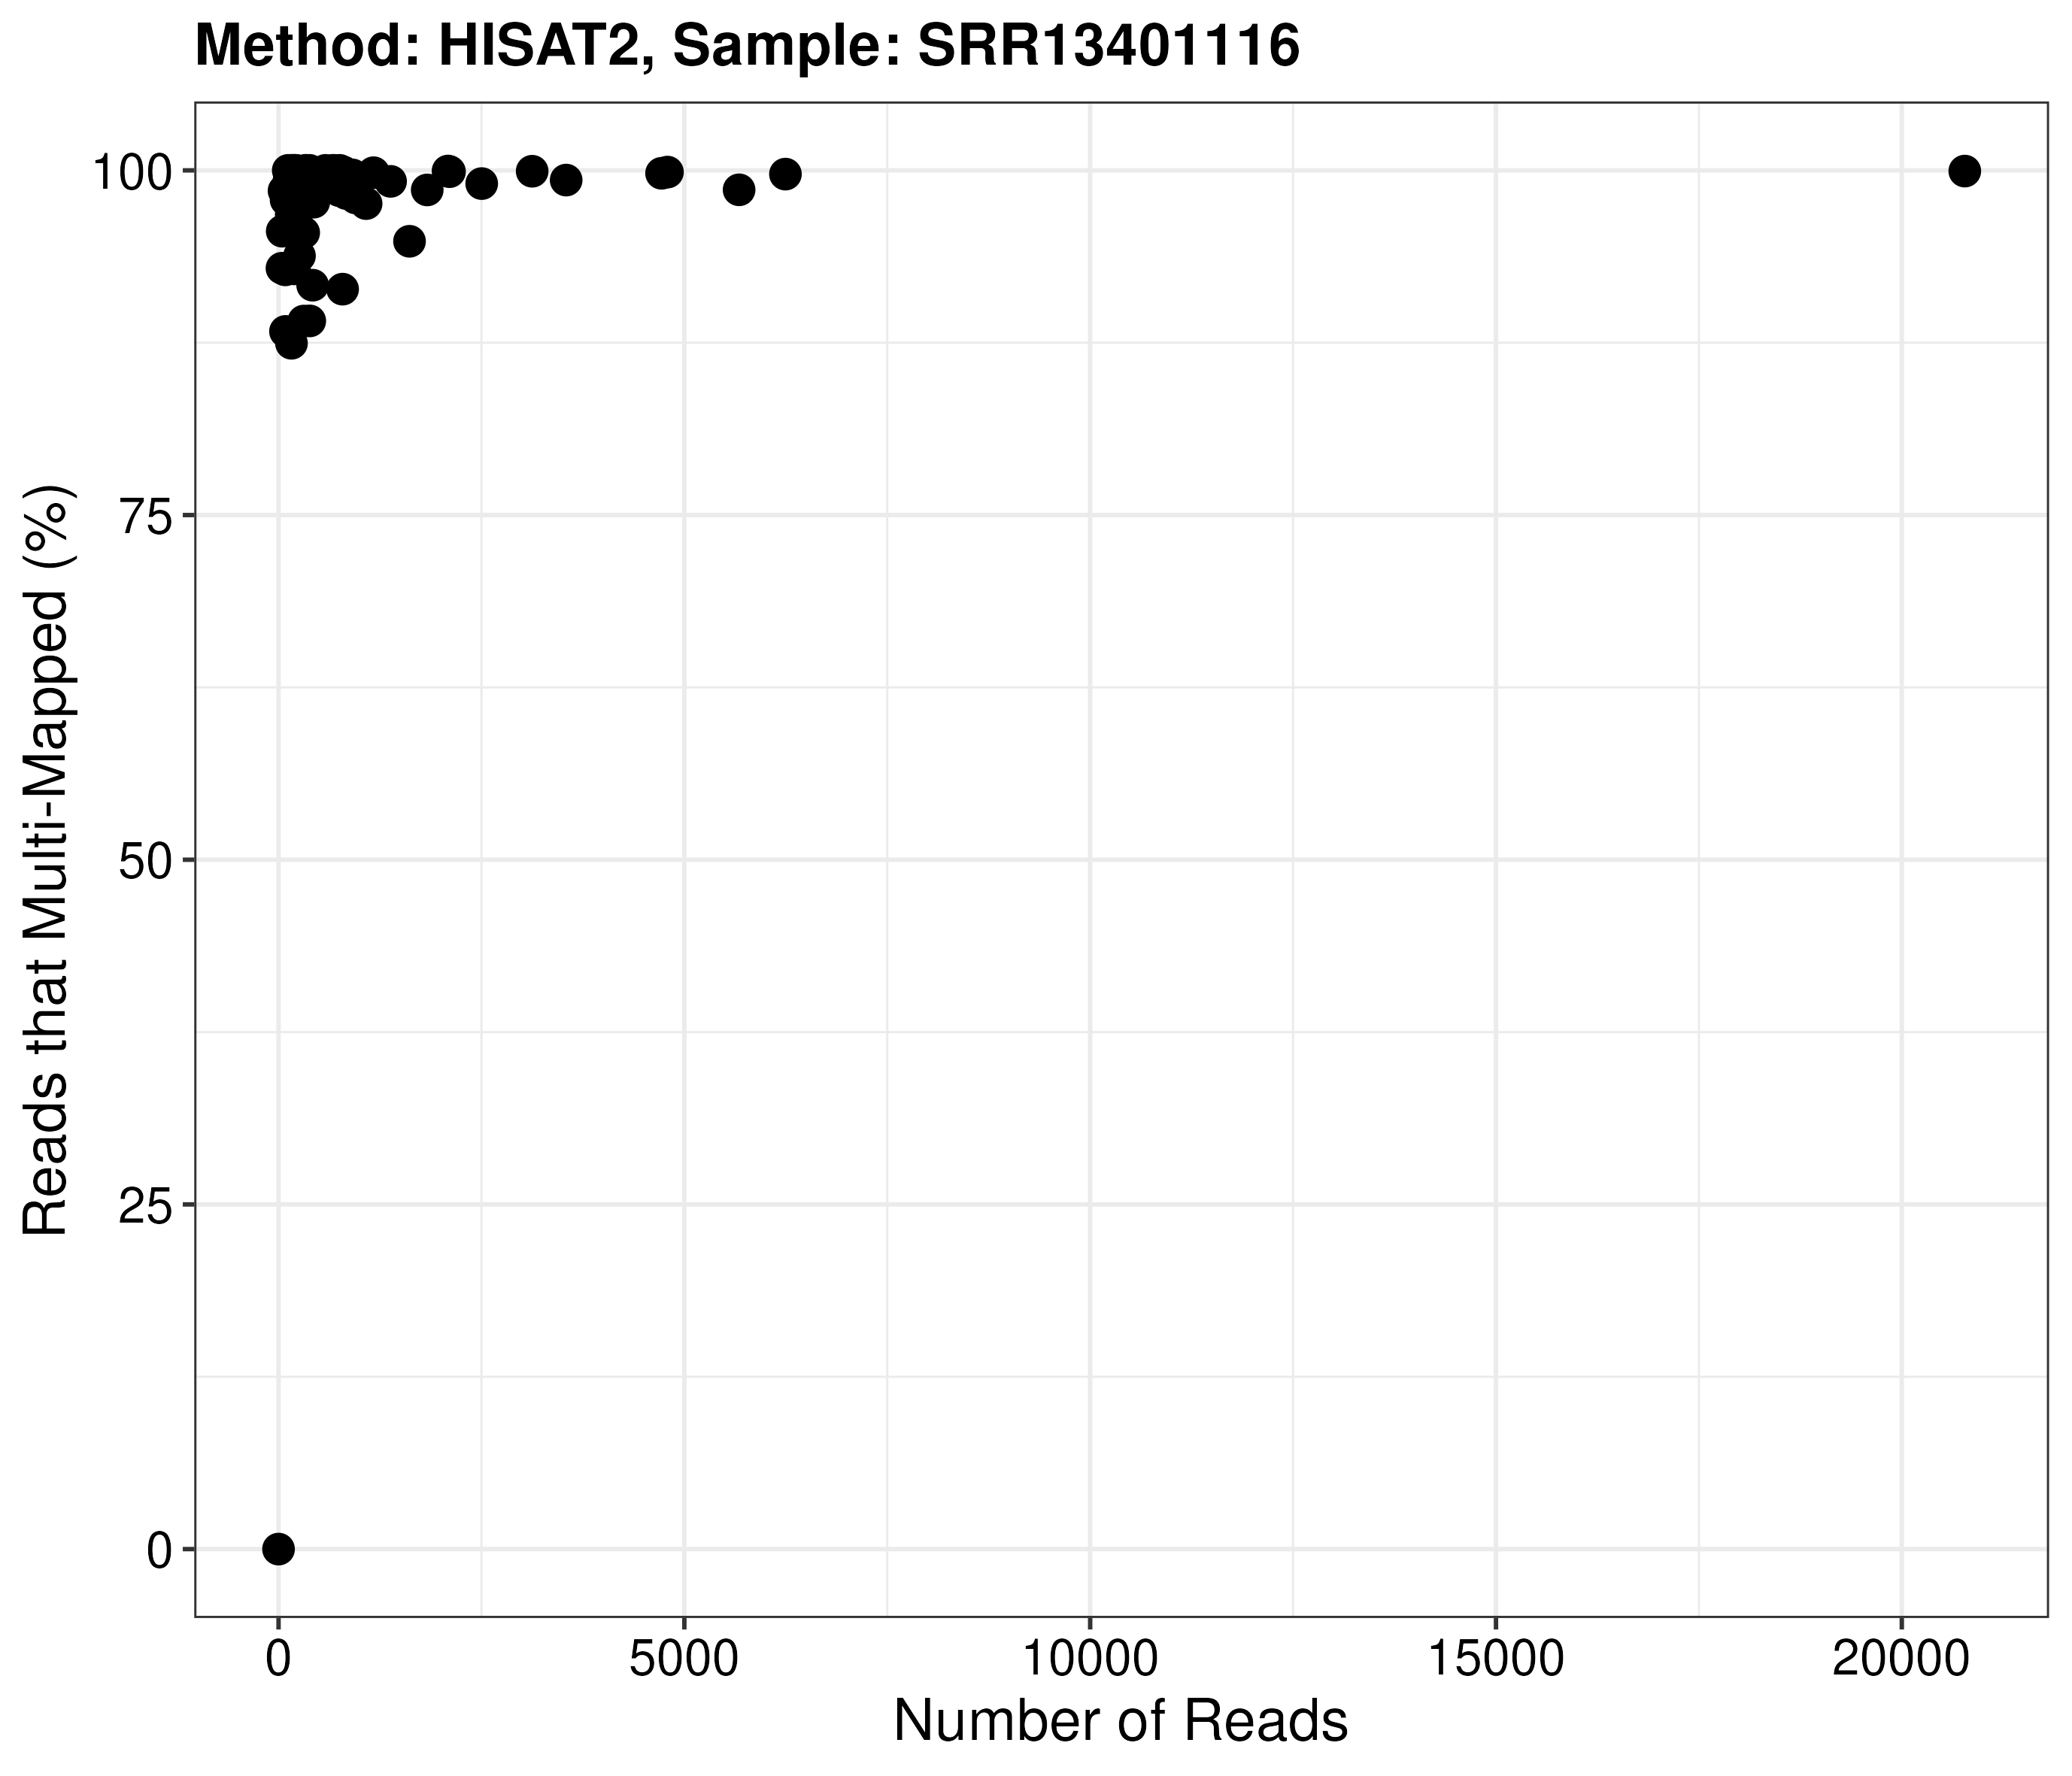 Method: HISAT2, Sample: SRR13401116
Reads that Multi-Mapped (%)
100
75
50
25
0
0 5000 10000 15000 20000
Number of Reads